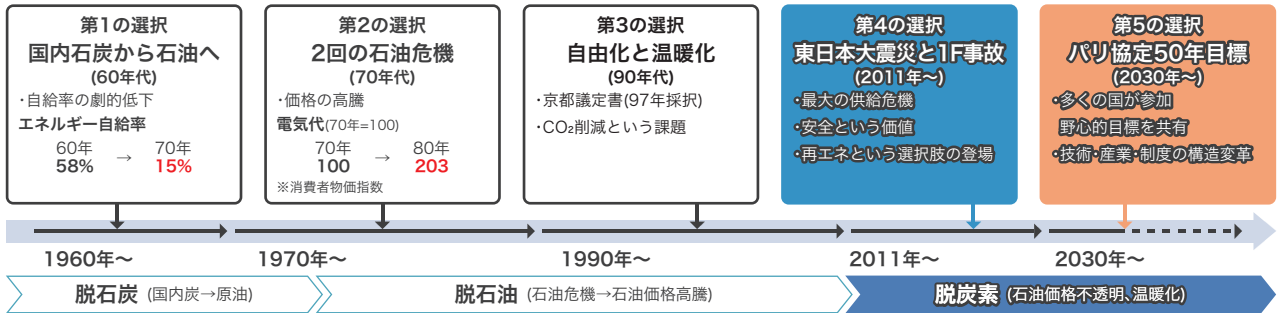 第1の選択
国内石炭から石油へ
(60年代)
・自給率の劇的低下
エネルギー自給率
60年 → 70年
58% 15%
第2の選択
2回の石油危機
(70年代)
・価格の高騰
電気代(70年=100)
70年 → 80年
100 203
※消費者物価指数
第3の選択
自由化と温暖化
(90年代)
・京都議定書(97年採択)
・CO₂削減という課題
第4の選択
東日本大震災と1F事故
(2011年～)
・最大の供給危機
・安全という価値
・再エネという選択肢の登場
第5の選択
パリ協定50年目標
(2030年～)
・多くの国が参加
野心的目標を共有
・技術・産業・制度の構造変革
1960年～
1970年～
1990年～
2011年～
2030年～
脱石炭 (国内炭→原油)
脱石油 (石油危機→石油価格高騰)
脱炭素 (石油価格不透明、温暖化)